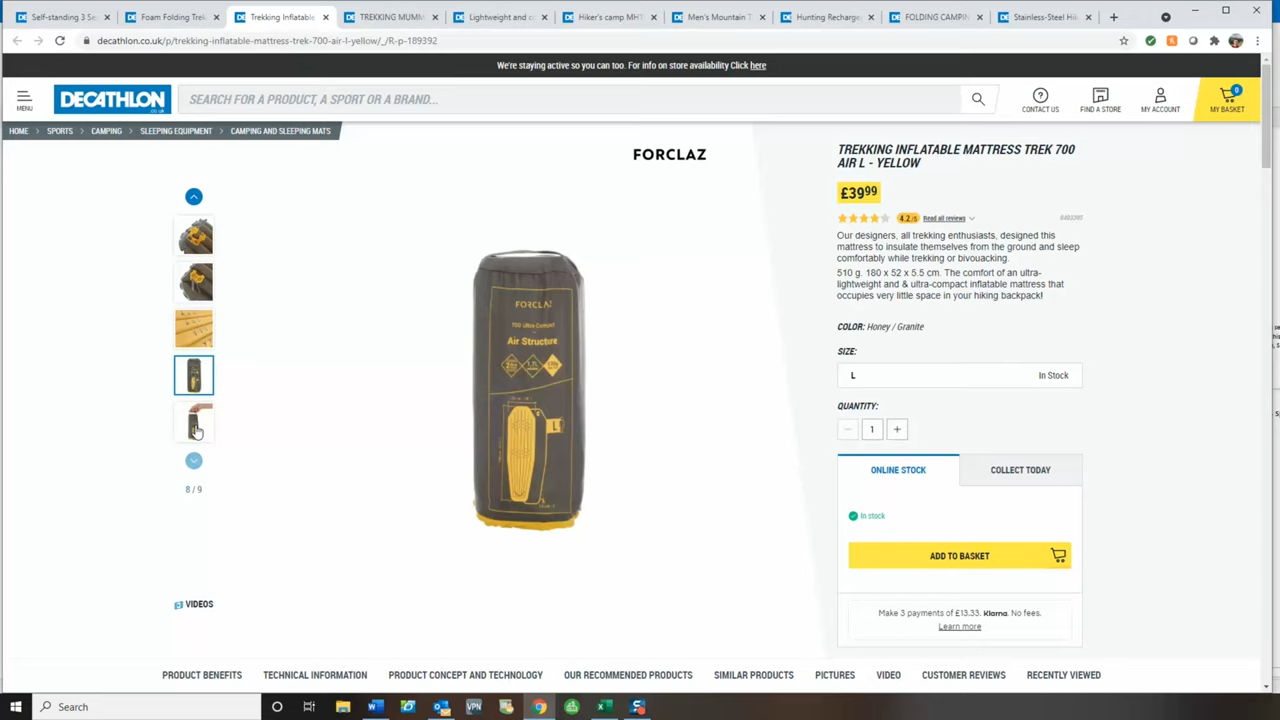 Self-standing 3 Se
Foam Folding Trek
Trekking Inflatable
TREKKING MUMM
Lightweight and c
Hiker's camp MHT
Men's Mountain T
Hunting Recharge
FOLDING CAMPIN
Stainless-Steel Hi
decathlon.co.uk/p/trekking-inflatable-mattress-trek-700-air-l-yellow/_/R-p-189392
We're staying active so you can too. For info on store availability Click here
MENU
DECATHLON
.co.uk
SEARCH FOR A PRODUCT, A SPORT OR A BRAND...
CONTACT US
FIND A STORE
MY ACCOUNT
0
MY BASKET
HOME > SPORTS > CAMPING > SLEEPING EQUIPMENT > CAMPING AND SLEEPING MATS
FORCLAZ
TREKKING INFLATABLE MATTRESS TREK 700
AIR L - YELLOW
£39.99
4.2/5 Read all reviews
Our designers, all trekking enthusiasts, designed this
mattress to insulate themselves from the ground and sleep
comfortably while trekking or bivouacking.
510 g. 180 x 52 x 5.5 cm. The comfort of an ultra-
lightweight and & ultra-compact inflatable mattress that
occupies very little space in your hiking backpack!
COLOR: Honey / Granite
SIZE:
L In Stock
QUANTITY:
− 1 +
ONLINE STOCK
COLLECT TODAY
In stock
ADD TO BASKET
Make 3 payments of £13.33. Klarna. No fees.
Learn more
FORCLAZ
700 Ultra Compact
Air Structure
L
8 / 9
VIDEOS
PRODUCT BENEFITS
TECHNICAL INFORMATION
PRODUCT CONCEPT AND TECHNOLOGY
OUR RECOMMENDED PRODUCTS
SIMILAR PRODUCTS
PICTURES
VIDEO
CUSTOMER REVIEWS
RECENTLY VIEWED
Search
VPN